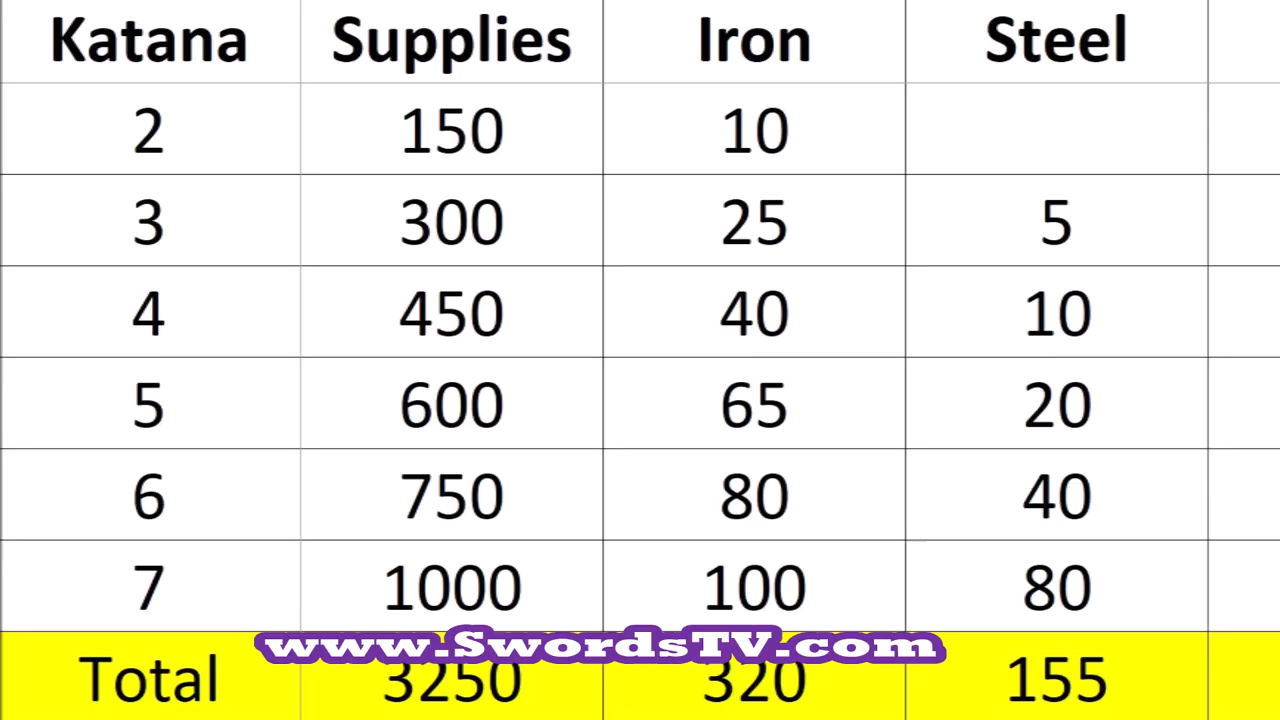 Katana Supplies Iron Steel
2 150 10
3 300 25 5
4 450 40 10
5 600 65 20
6 750 80 40
7 1000 100 80
www.SwordsTV.com
Total 3250 320 155